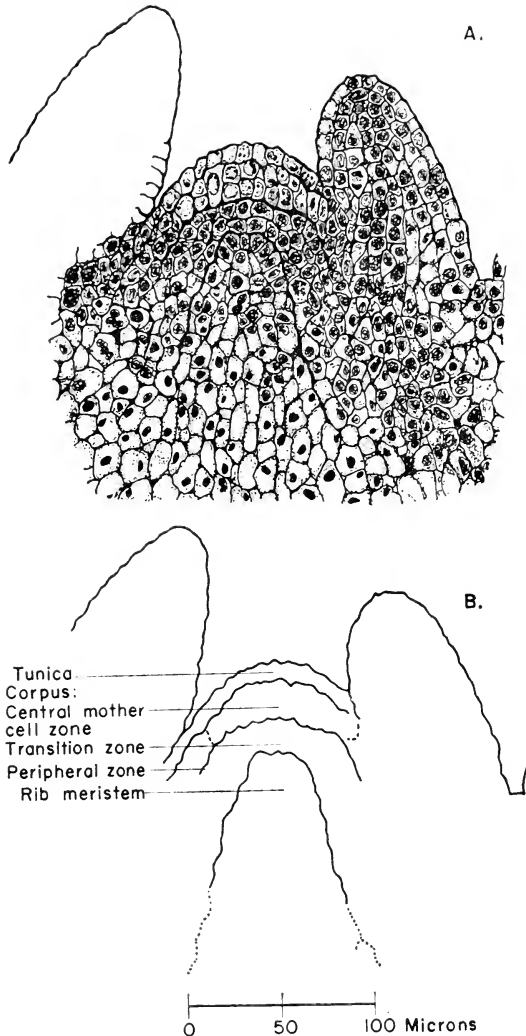 A.
B.
Tunica
Corpus:
Central mother
cell zone
Transition zone
Peripheral zone
Rib meristem
0 50 100 Microns